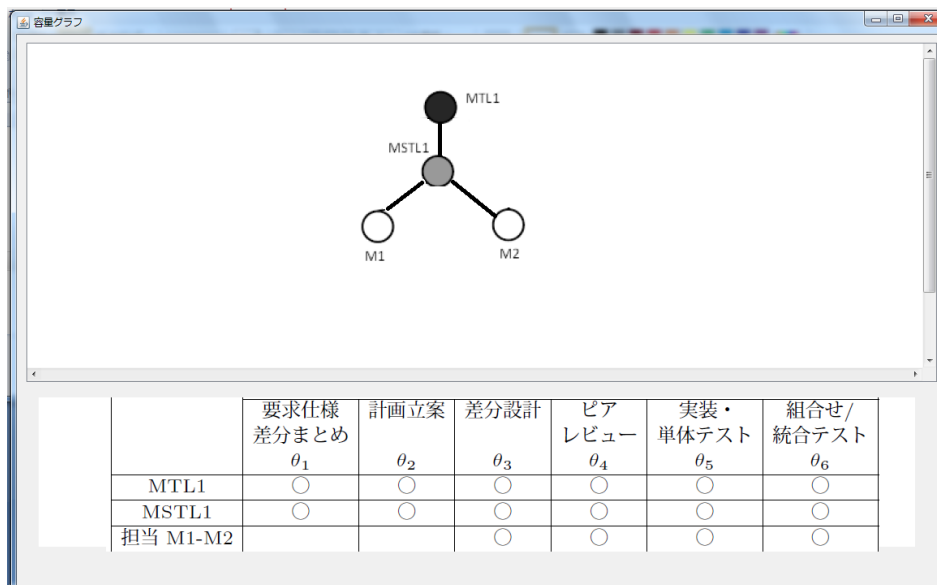 容量グラフ
MTL1
MSTL1
M1
M2
要求仕様 計画立案 差分設計 ピア 実装・ 組合せ/
差分まとめ レビュー 単体テスト 統合テスト
θ1 θ2 θ3 θ4 θ5 θ6
MTL1 ○ ○ ○ ○ ○ ○
MSTL1 ○ ○ ○ ○ ○ ○
担当 M1-M2 ○ ○ ○ ○